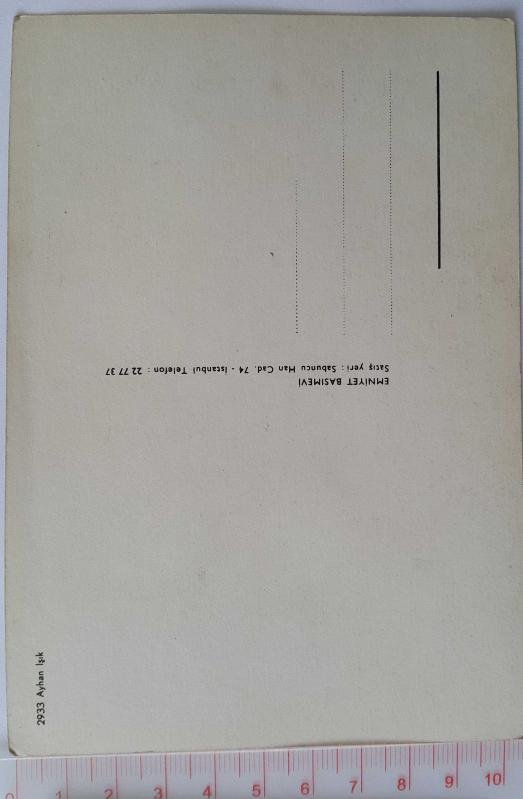 EMNİYET BASIMEVİ
Satış yeri : Sabuncu Han Cad. 74 - İstanbul Telefon : 22 77 37
2933 Ayhan Işık
0 1 2 3 4 5 6 7 8 9 10